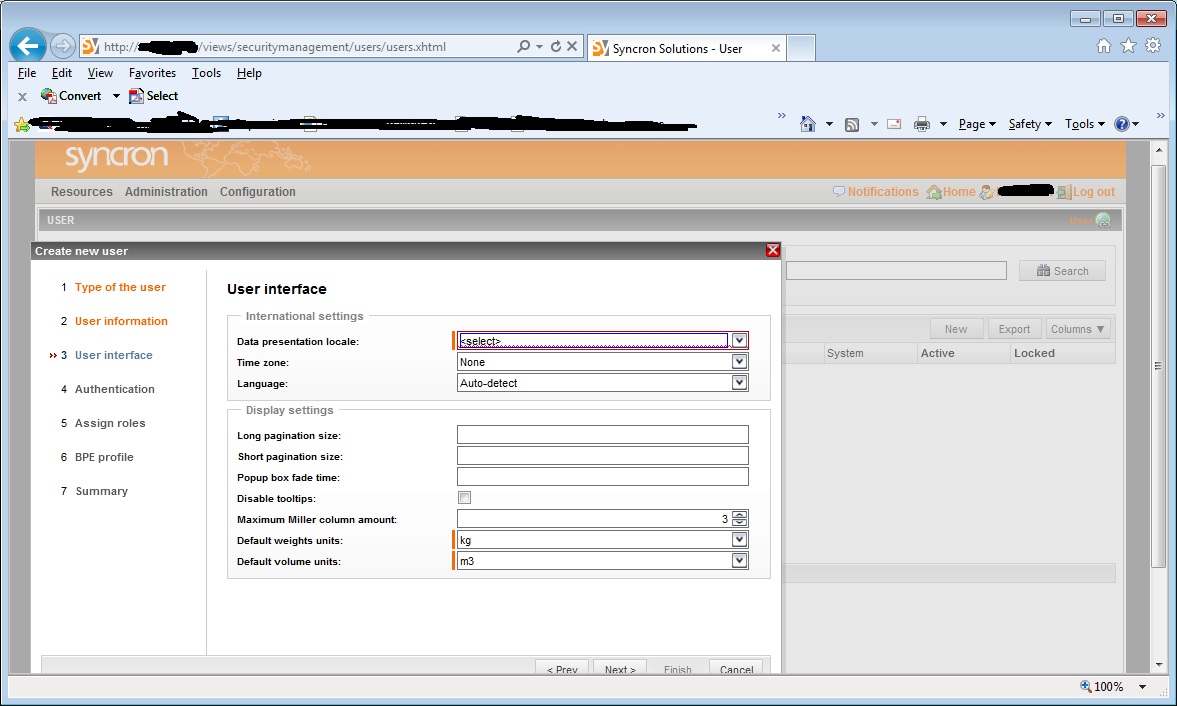 http:// /views/securitymanagement/users/users.xhtml
Syncron Solutions - User
File Edit View Favorites Tools Help
x Convert Select
Page Safety Tools
syncron
Resources Administration Configuration
Notifications Home Log out
USER
User
Create new user
1 Type of the user
2 User information
3 User interface
4 Authentication
5 Assign roles
6 BPE profile
7 Summary
User interface
International settings
Data presentation locale: <select>
Time zone: None
Language: Auto-detect
Display settings
Long pagination size:
Short pagination size:
Popup box fade time:
Disable tooltips:
Maximum Miller column amount: 3
Default weights units: kg
Default volume units: m3
< Prev Next > Finish Cancel
Search
New Export Columns ▼
System Active Locked
100%